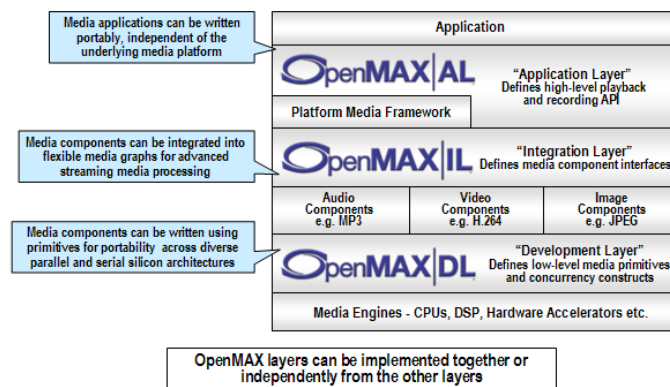 Media applications can be written
portably, independent of the
underlying media platform
Application
OpenMAX|AL
"Application Layer"
Defines high-level playback
and recording API
Platform Media Framework
Media components can be integrated into
flexible media graphs for advanced
streaming media processing
OpenMAX|IL
"Integration Layer"
Defines media component interfaces
Audio
Components
e.g. MP3
Video
Components
e.g. H.264
Image
Components
e.g. JPEG
Media components can be written using
primitives for portability across diverse
parallel and serial silicon architectures
OpenMAX|DL
"Development Layer"
Defines low-level media primitives
and concurrency constructs
Media Engines - CPUs, DSP, Hardware Accelerators etc.
OpenMAX layers can be implemented together or
independently from the other layers